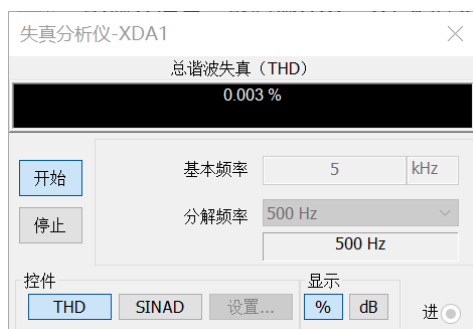 失真分析仪-XDA1
总谐波失真（THD）
0.003 %
开始
基本频率 5 kHz
停止
分解频率 500 Hz
500 Hz
控件 显示
THD SINAD 设置... % dB 进